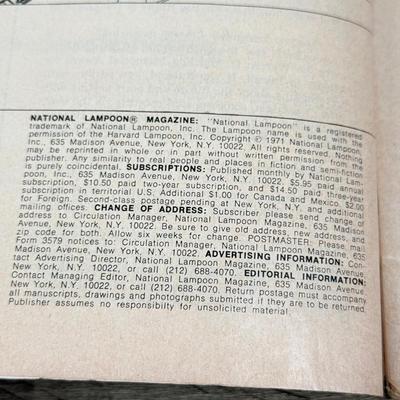 NATIONAL LAMPOON® MAGAZINE: "National Lampoon" is a registered
trademark of National Lampoon, Inc. The Lampoon name is used with the
permission of the Harvard Lampoon, Inc. Copyright © 1971 National Lampoon,
Inc., 635 Madison Avenue, New York, N.Y. 10022. All rights reserved. Nothing
may be reprinted in whole or in part without written permission from the
publisher. Any similarity to real people and places in fiction and semi-fiction
is purely coincidental. SUBSCRIPTIONS: Published monthly by National Lam-
poon, Inc., 635 Madison Avenue, New York, N.Y. 10022. $5.95 paid annual
subscription, $10.50 paid two-year subscription, and $14.50 paid three-year
subscription in territorial U.S. Additional $1.00 for Canada and Mexico, $2.00
for Foreign. Second-class postage pending at New York, N.Y., and additional
mailing offices. CHANGE OF ADDRESS: Subscriber please send change of
address to Circulation Manager, National Lampoon Magazine, 635 Madison
Avenue, New York, N.Y. 10022. Be sure to give old address, new address, and
zip code for both. Allow six weeks for change. POSTMASTER: Please mail
Form 3579 notices to: Circulation Manager, National Lampoon Magazine, 635
Madison Avenue, New York, N.Y. 10022. ADVERTISING INFORMATION: Con-
tact Advertising Director, National Lampoon Magazine, 635 Madison Avenue,
New York, N.Y. 10022, or call (212) 688-4070. EDITORIAL INFORMATION:
Contact Managing Editor, National Lampoon Magazine, 635 Madison Avenue,
New York, N.Y. 10022, or call (212) 688-4070. Return postage must accompany
all manuscripts, drawings and photographs submitted if they are to be returned.
Publisher assumes no responsibilty for unsolicited material.